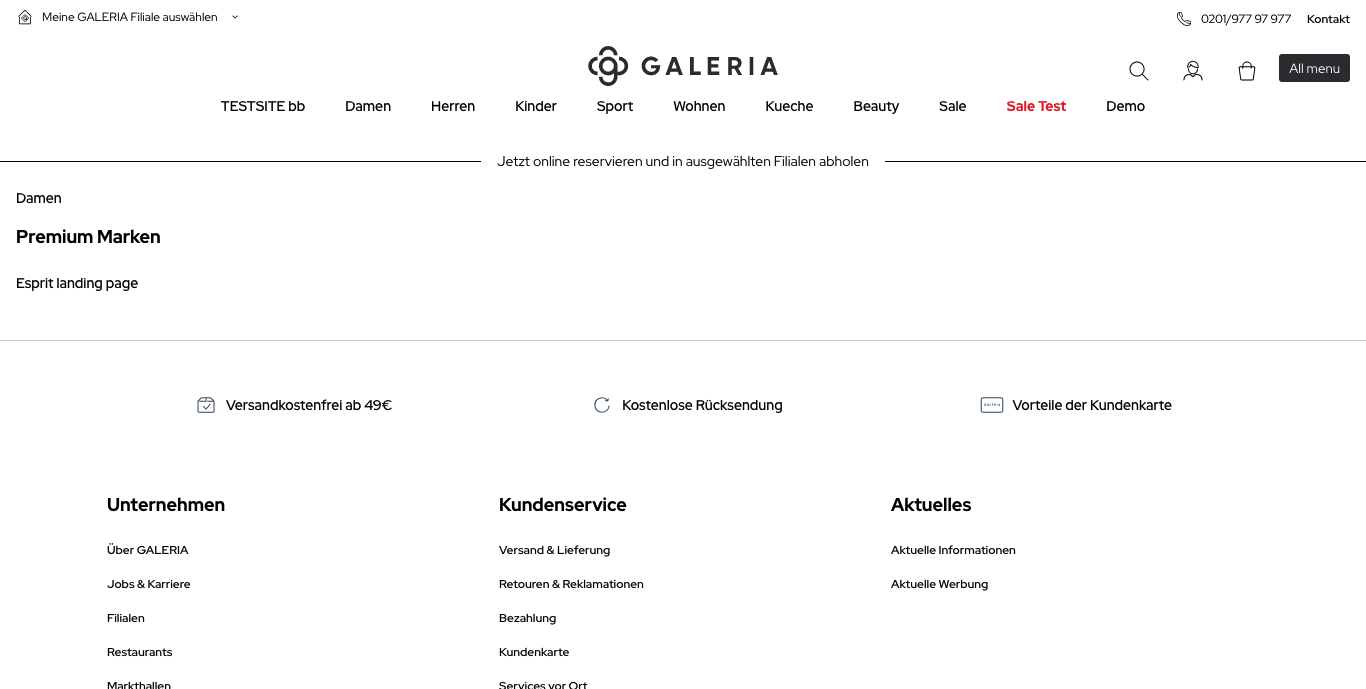 Meine GALERIA Filiale auswählen
0201/977 97 977 Kontakt
GALERIA
All menu
TESTSITE bb Damen Herren Kinder Sport Wohnen Kueche Beauty Sale Sale Test Demo
Jetzt online reservieren und in ausgewählten Filialen abholen
Damen
Premium Marken
Esprit landing page
Versandkostenfrei ab 49€ Kostenlose Rücksendung GALERIA Vorteile der Kundenkarte
Unternehmen Kundenservice Aktuelles
Über GALERIA Versand & Lieferung Aktuelle Informationen
Jobs & Karriere Retouren & Reklamationen Aktuelle Werbung
Filialen Bezahlung
Restaurants Kundenkarte
Markthallen Services vor Ort